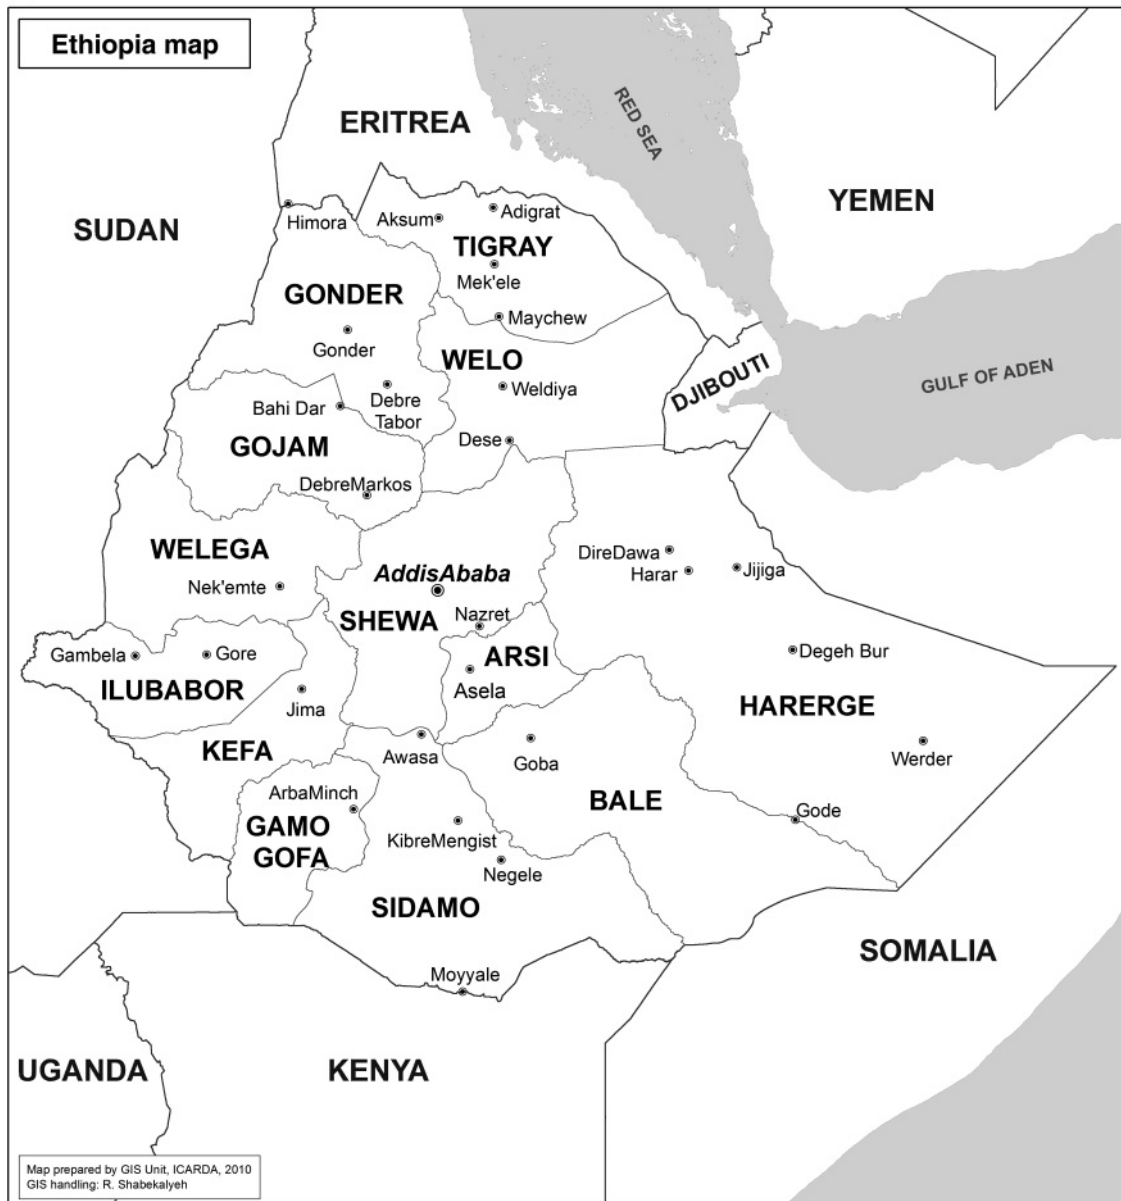 Ethiopia map
RED SEA
ERITREA
YEMEN
SUDAN
Himora
Aksum
Adigrat
TIGRAY
Mek'ele
GONDER
Maychew
Gonder
WELO
DJIBOUTI
GULF OF ADEN
Weldiya
Debre
Tabor
Bahi Dar
GOJAM
Dese
DebreMarkos
WELEGA
DireDawa
Harar
Jijiga
AddisAbaba
Nek'emte
SHEWA
Nazret
Gambela
Gore
ARSI
Degeh Bur
ILUBABOR
Asela
Jima
HARERGE
KEFA
Awasa
Goba
Werder
ArbaMinch
BALE
Gode
GAMO
GOFA
KibreMengist
Negele
SIDAMO
SOMALIA
Moyyale
UGANDA
KENYA
Map prepared by GIS Unit, ICARDA, 2010
GIS handling: R. Shabekalyeh